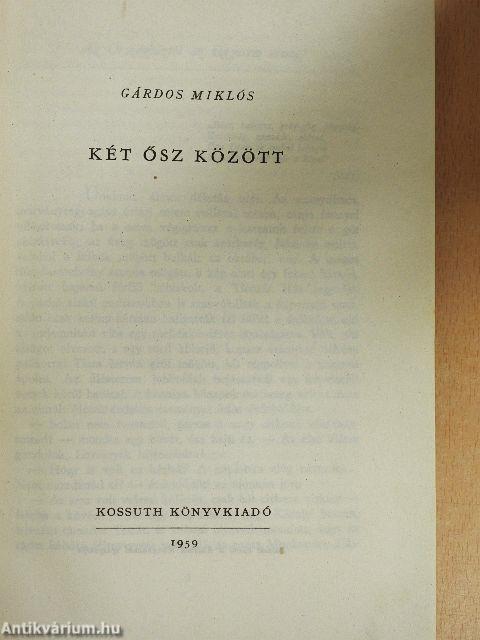 GÁRDOS MIKLÓS
KÉT ŐSZ KÖZÖTT
KOSSUTH KÖNYVKIADÓ
1959
Antikvárium.hu